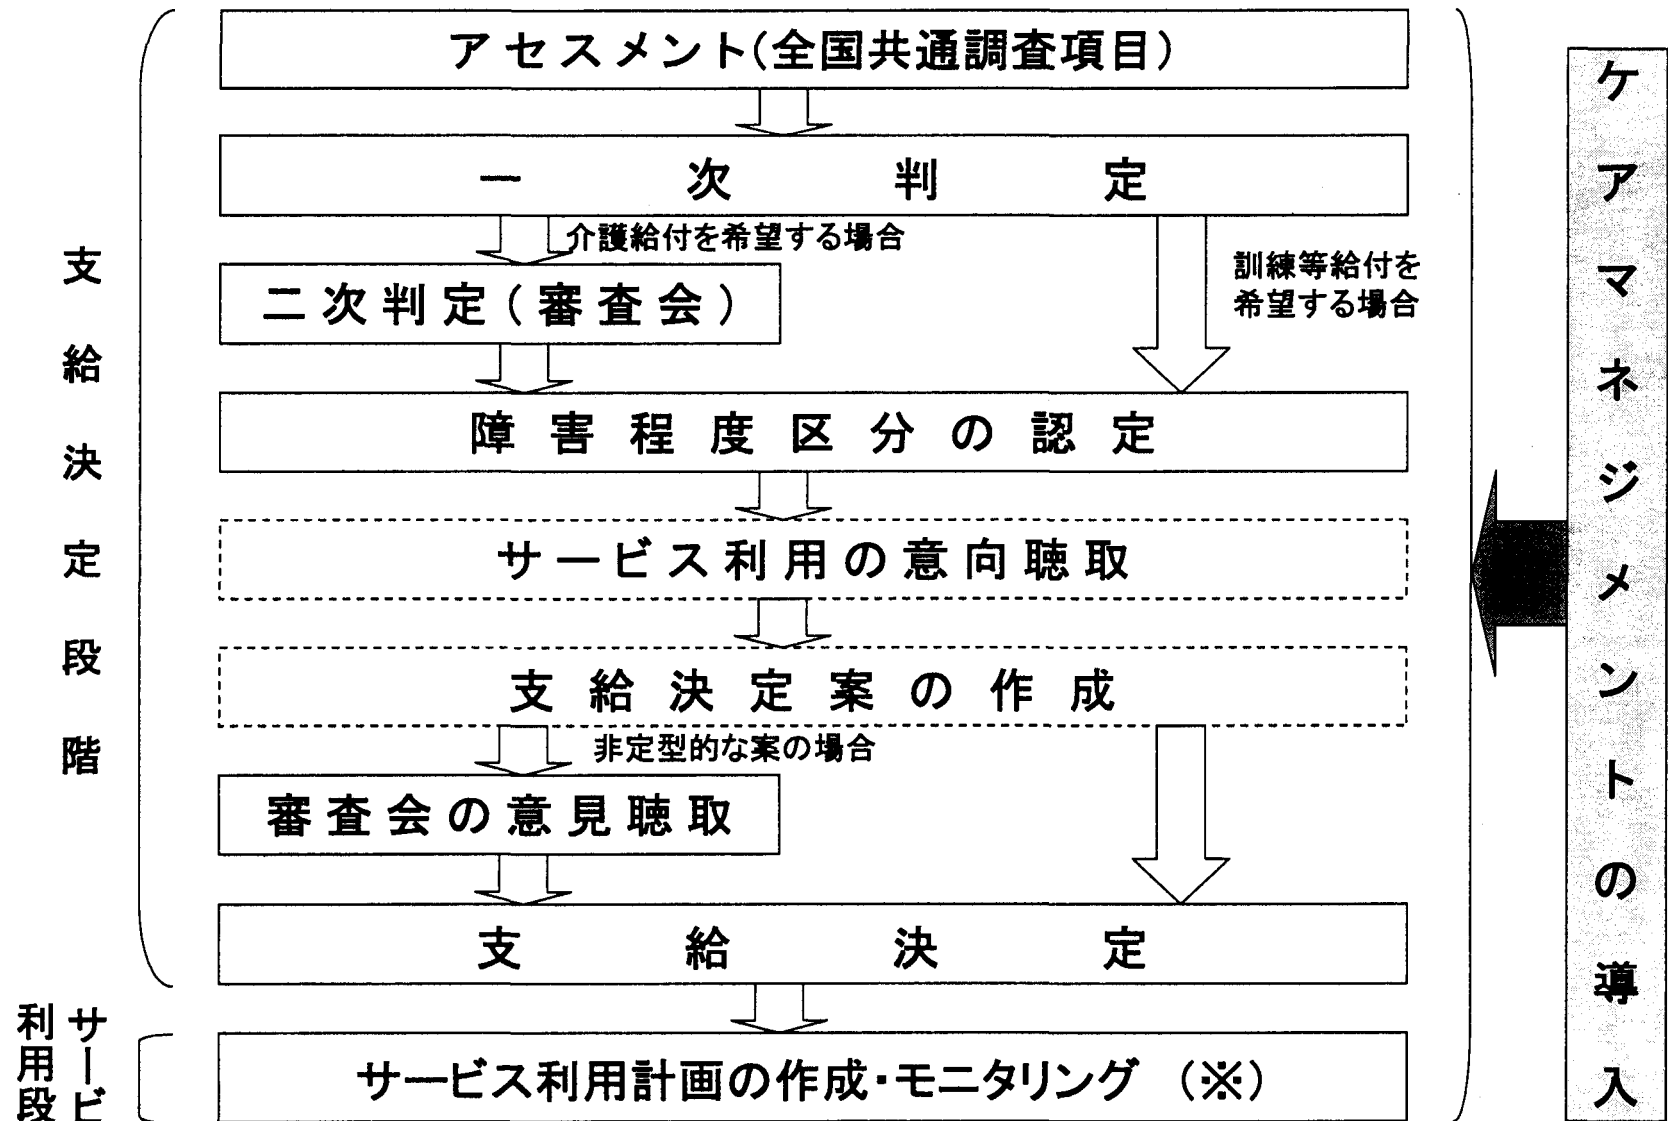 アセスメント(全国共通調査項目)
一次判定
介護給付を希望する場合
訓練等給付を
希望する場合
二次判定(審査会)
障害程度区分の認定
サービス利用の意向聴取
支給決定案の作成
非定型的な案の場合
審査会の意見聴取
支給決定
サービス利用計画の作成・モニタリング (※)
支給決定段階
サービ
利用段
ケアマネジメントの導入